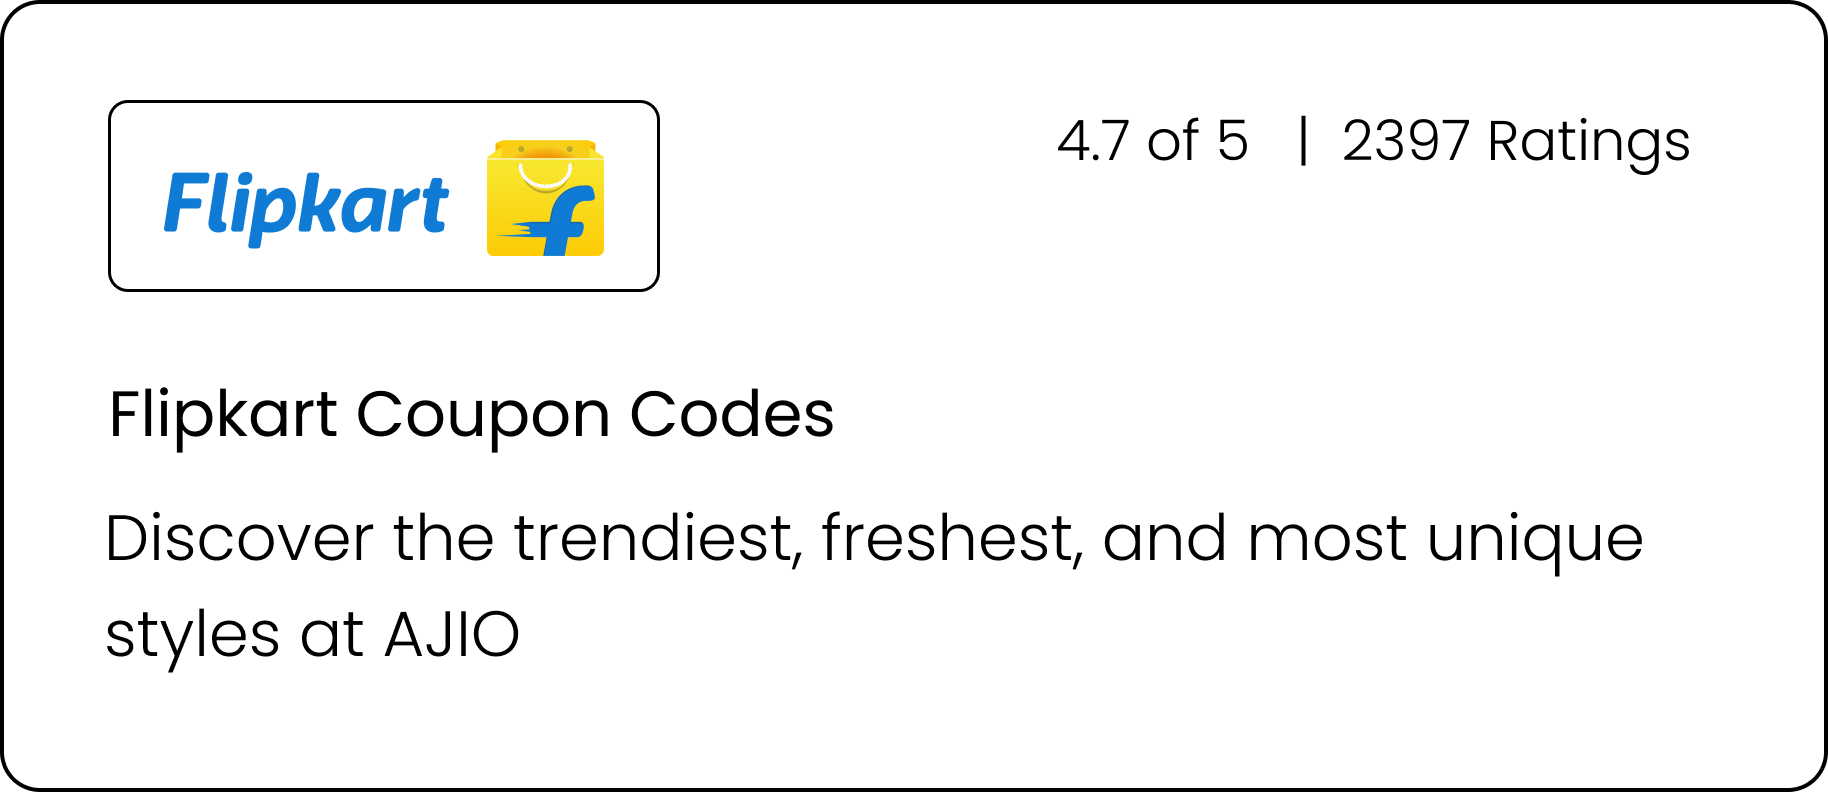 Flipkart
4.7 of 5 | 2397 Ratings
Flipkart Coupon Codes
Discover the trendiest, freshest, and most unique
styles at AJIO